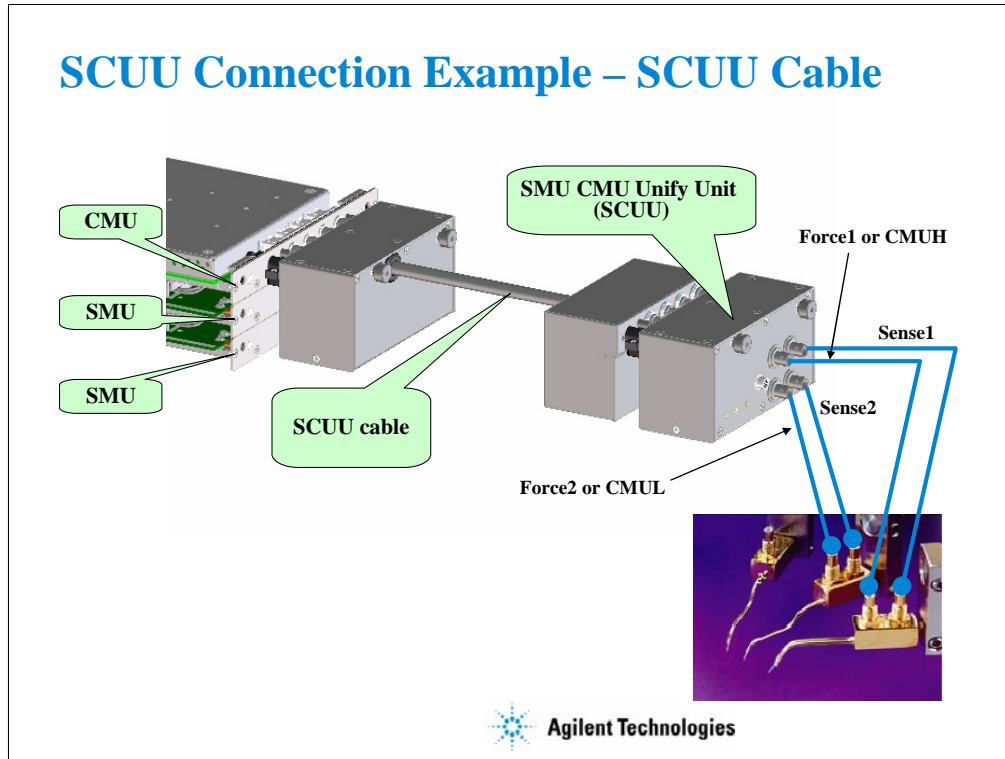 SCUU Connection Example – SCUU Cable
CMU
SMU
SMU
SCUU cable
SMU CMU Unify Unit
(SCUU)
Force1 or CMUH
Sense1
Sense2
Force2 or CMUL
Agilent Technologies